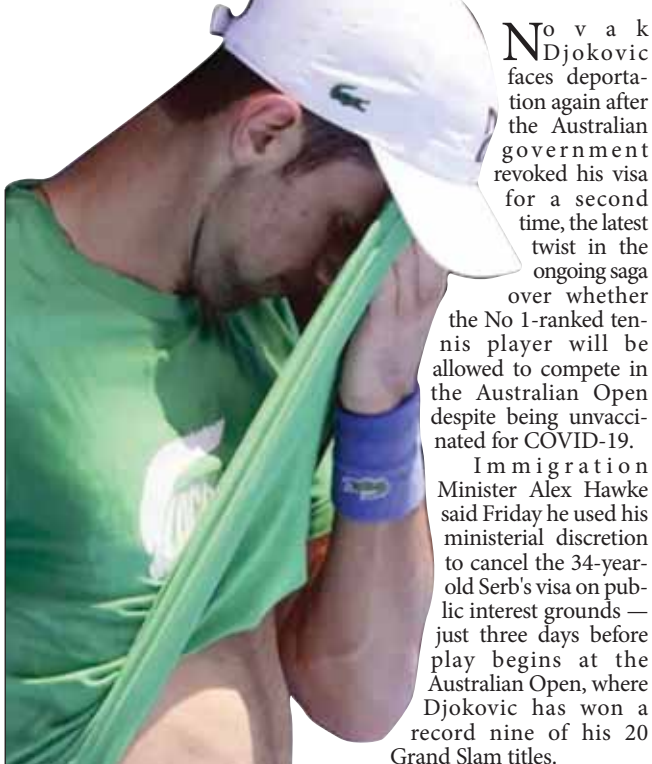 Novak
Djokovic
faces deporta-
tion again after
the Australian
government
revoked his visa
for a second
time, the latest
twist in the
ongoing saga
over whether
the No 1-ranked ten-
nis player will be
allowed to compete in
the Australian Open
despite being unvacci-
nated for COVID-19.
Immigration
Minister Alex Hawke
said Friday he used his
ministerial discretion
to cancel the 34-year-
old Serb's visa on pub-
lic interest grounds —
just three days before
play begins at the
Australian Open, where
Djokovic has won a
record nine of his 20
Grand Slam titles.